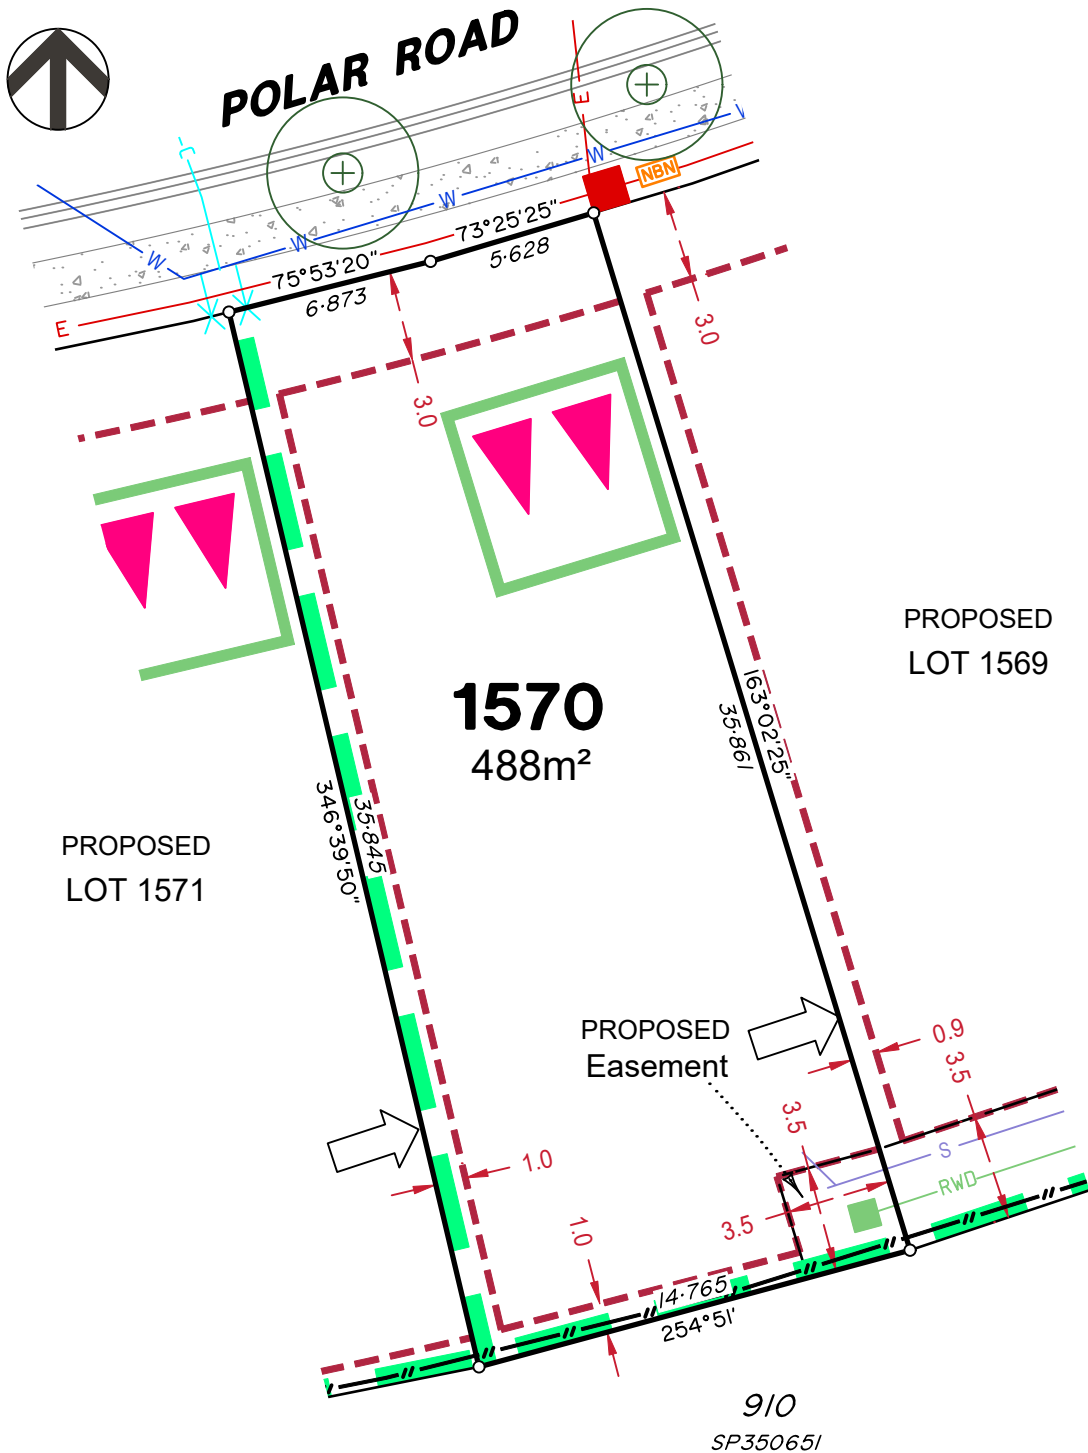 POLAR ROAD
C
E
W
W
W
W
W
NBN
73°25'25"
5·628
75°53'20"
6·873
E
3.0
3.0
PROPOSED
LOT 1569
1570
488m²
163°02'25"
35·861
346°39'50"
35·845
PROPOSED
LOT 1571
PROPOSED
Easement
0.9
3.5
3.5
S
RWD
1.0
3.5
1.0
14·765
254°51'
910
SP350651